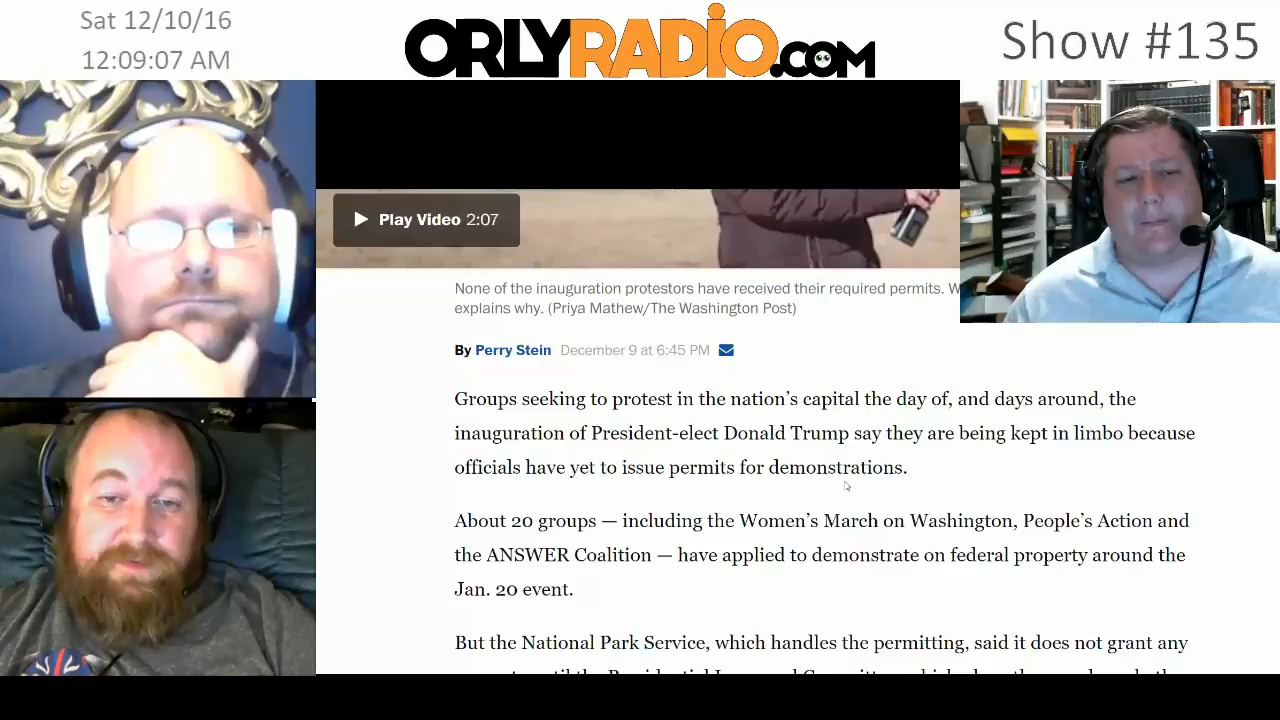 Sat 12/10/16
12:09:07 AM
ORLYRADIO.COM
Show #135
Play Video 2:07
None of the inauguration protestors have received their required permits. W
explains why. (Priya Mathew/The Washington Post)
By Perry Stein December 9 at 6:45 PM
Groups seeking to protest in the nation’s capital the day of, and days around, the
inauguration of President-elect Donald Trump say they are being kept in limbo because
officials have yet to issue permits for demonstrations.
About 20 groups — including the Women’s March on Washington, People’s Action and
the ANSWER Coalition — have applied to demonstrate on federal property around the
Jan. 20 event.
But the National Park Service, which handles the permitting, said it does not grant any